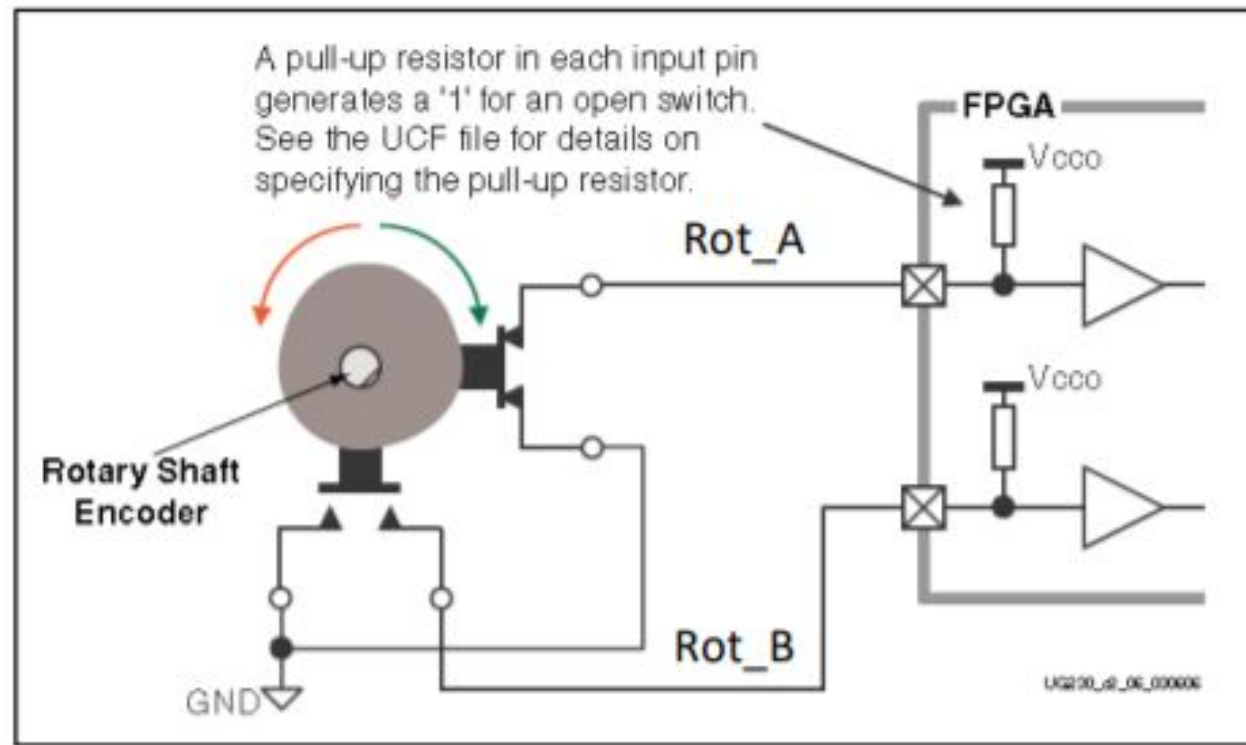 A pull-up resistor in each input pin
generates a '1' for an open switch.
See the UCF file for details on
specifying the pull-up resistor.
FPGA
Vcco
Rot_A
Vcco
Rotary Shaft
Encoder
Rot_B
GND